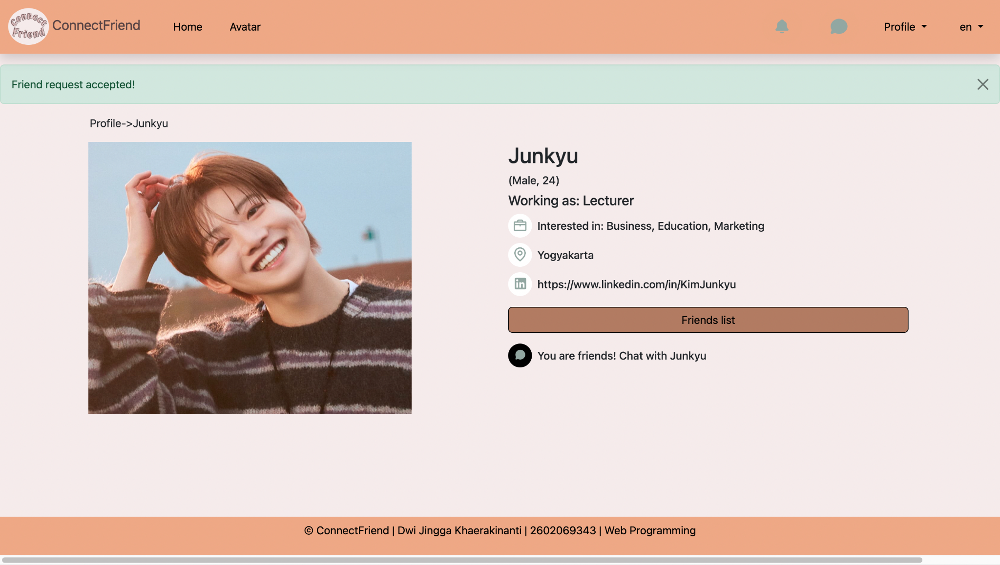 Connect
Friend
ConnectFriend
Home
Avatar
Profile
en
Friend request accepted!
Profile->Junkyu
Junkyu
(Male, 24)
Working as: Lecturer
Interested in: Business, Education, Marketing
Yogyakarta
in
https://www.linkedin.com/in/KimJunkyu
Friends list
You are friends! Chat with Junkyu
© ConnectFriend | Dwi Jingga Khaerakinanti | 2602069343 | Web Programming